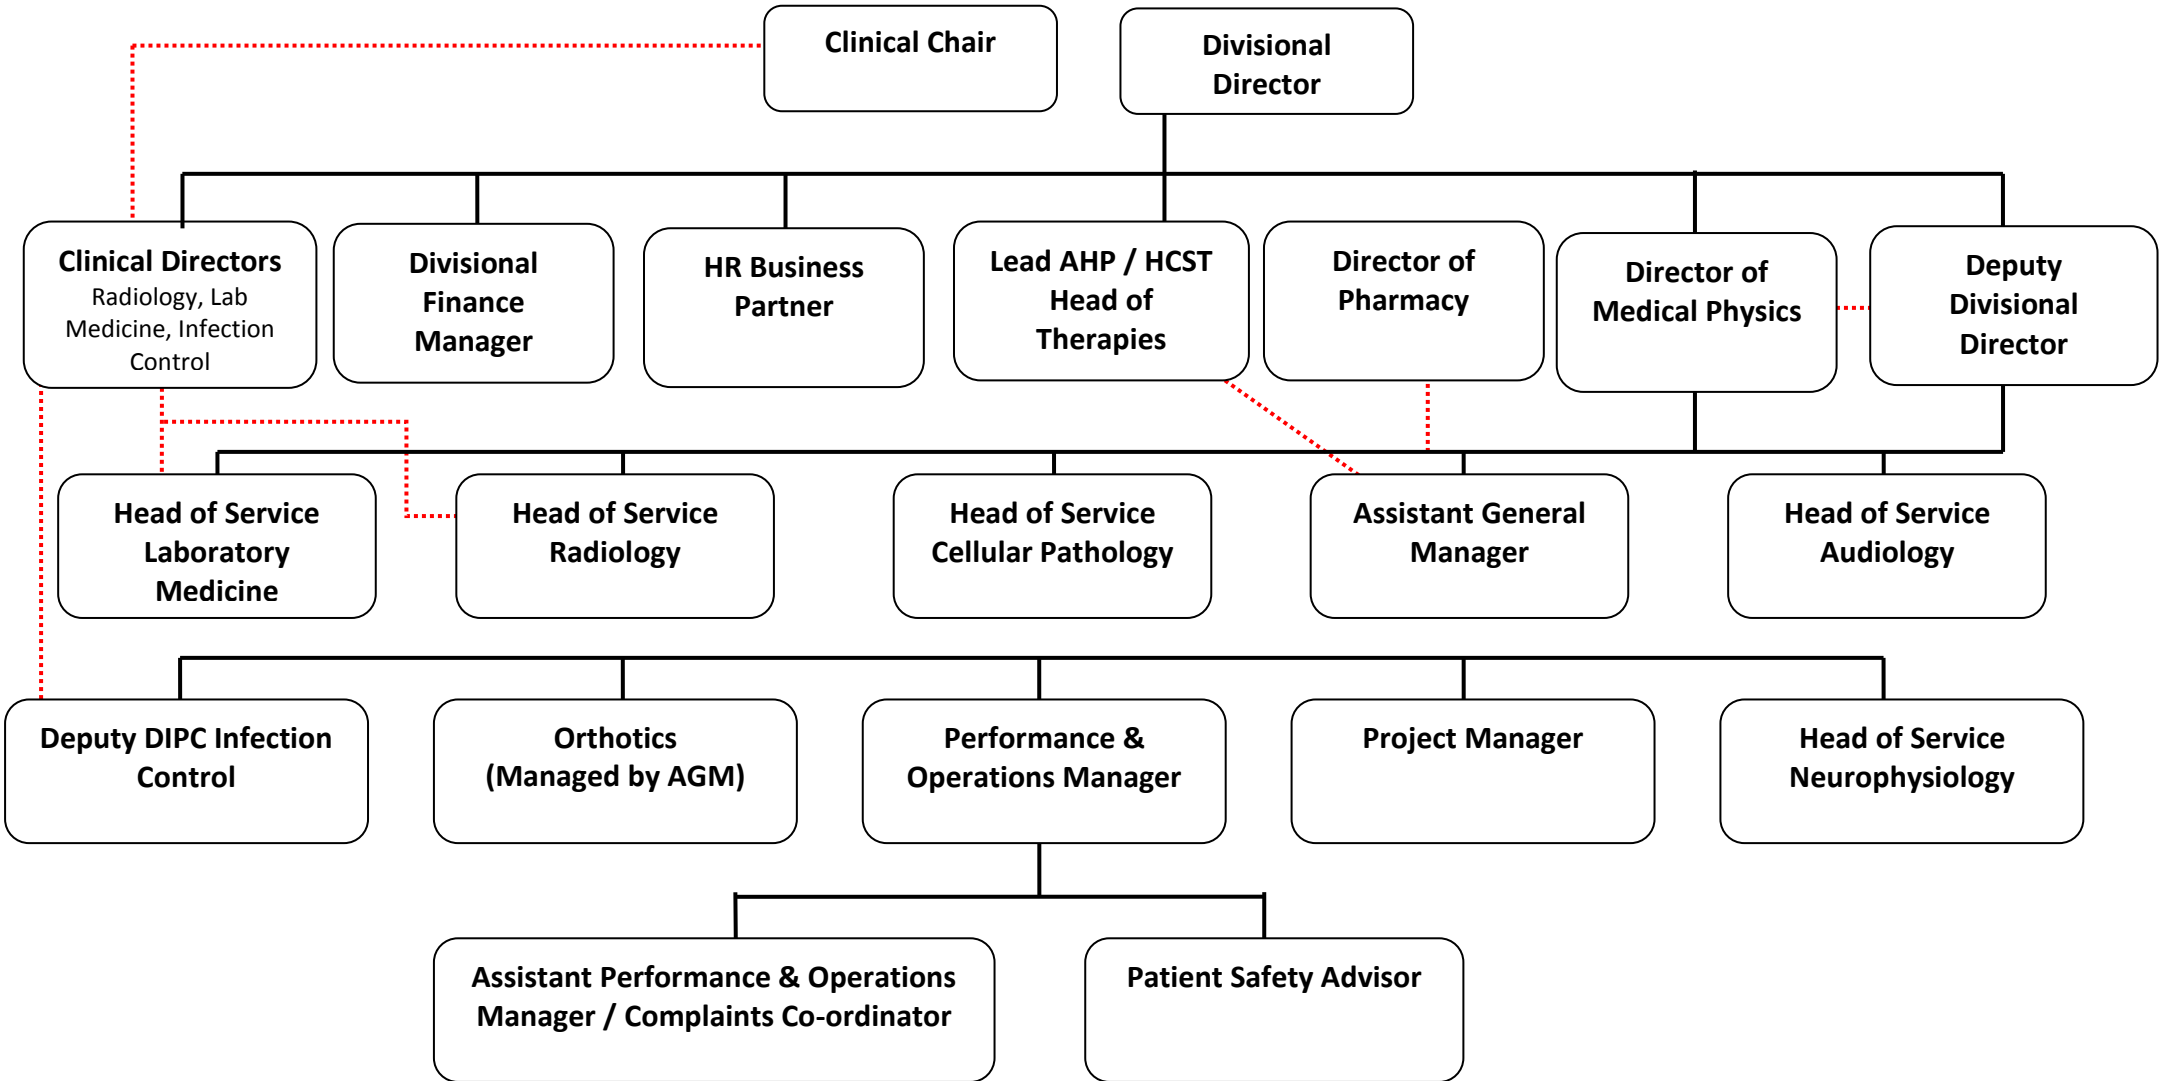 Clinical Chair
Divisional
Director
Clinical Directors
Radiology, Lab
Medicine, Infection
Control
Divisional
Finance
Manager
HR Business
Partner
Lead AHP / HCST
Head of
Therapies
Director of
Pharmacy
Director of
Medical Physics
Deputy
Divisional
Director
Head of Service
Laboratory
Medicine
Head of Service
Radiology
Head of Service
Cellular Pathology
Assistant General
Manager
Head of Service
Audiology
Deputy DIPC Infection
Control
Orthotics
(Managed by AGM)
Performance &
Operations Manager
Project Manager
Head of Service
Neurophysiology
Assistant Performance & Operations
Manager / Complaints Co-ordinator
Patient Safety Advisor